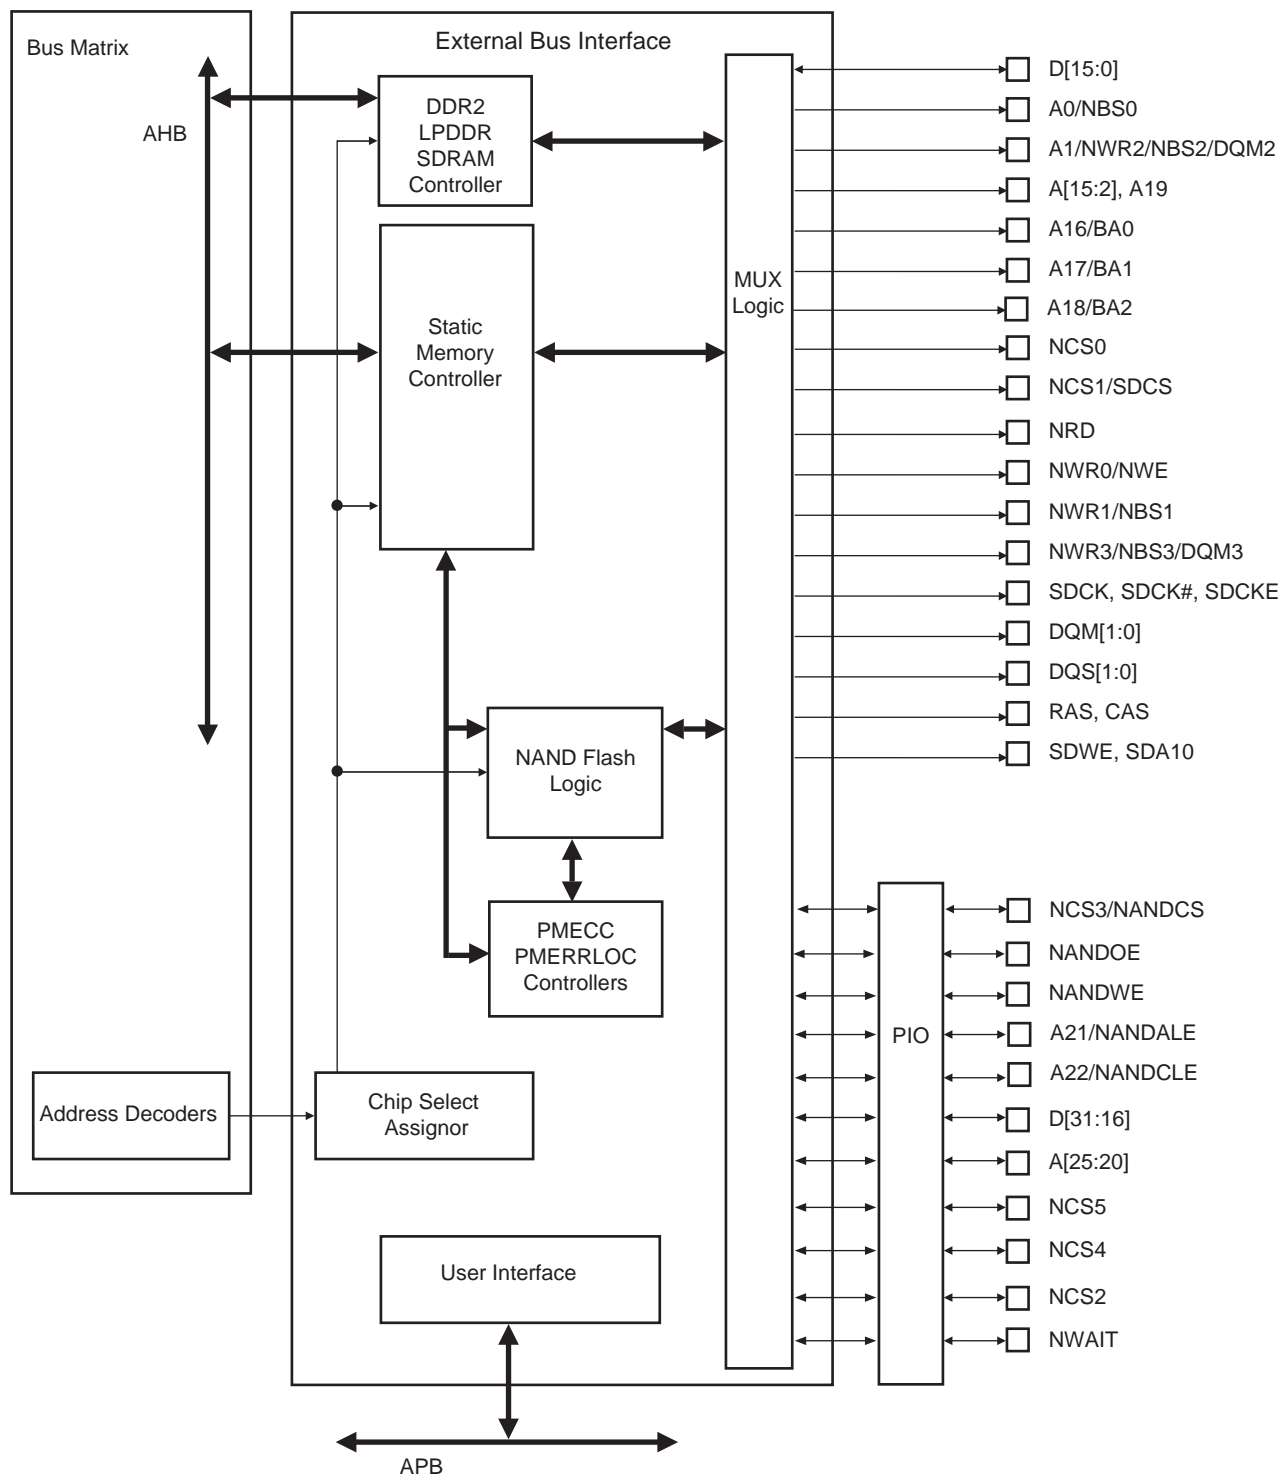 Bus Matrix
External Bus Interface
AHB
DDR2
LPDDR
SDRAM
Controller
Static
Memory
Controller
MUX
Logic
NAND Flash
Logic
PMECC
PMERRLOC
Controllers
Address Decoders
Chip Select
Assignor
User Interface
APB
PIO
D[15:0]
A0/NBS0
A1/NWR2/NBS2/DQM2
A[15:2], A19
A16/BA0
A17/BA1
A18/BA2
NCS0
NCS1/SDCS
NRD
NWR0/NWE
NWR1/NBS1
NWR3/NBS3/DQM3
SDCK, SDCK#, SDCKE
DQM[1:0]
DQS[1:0]
RAS, CAS
SDWE, SDA10
NCS3/NANDCS
NANDOE
NANDWE
A21/NANDALE
A22/NANDCLE
D[31:16]
A[25:20]
NCS5
NCS4
NCS2
NWAIT